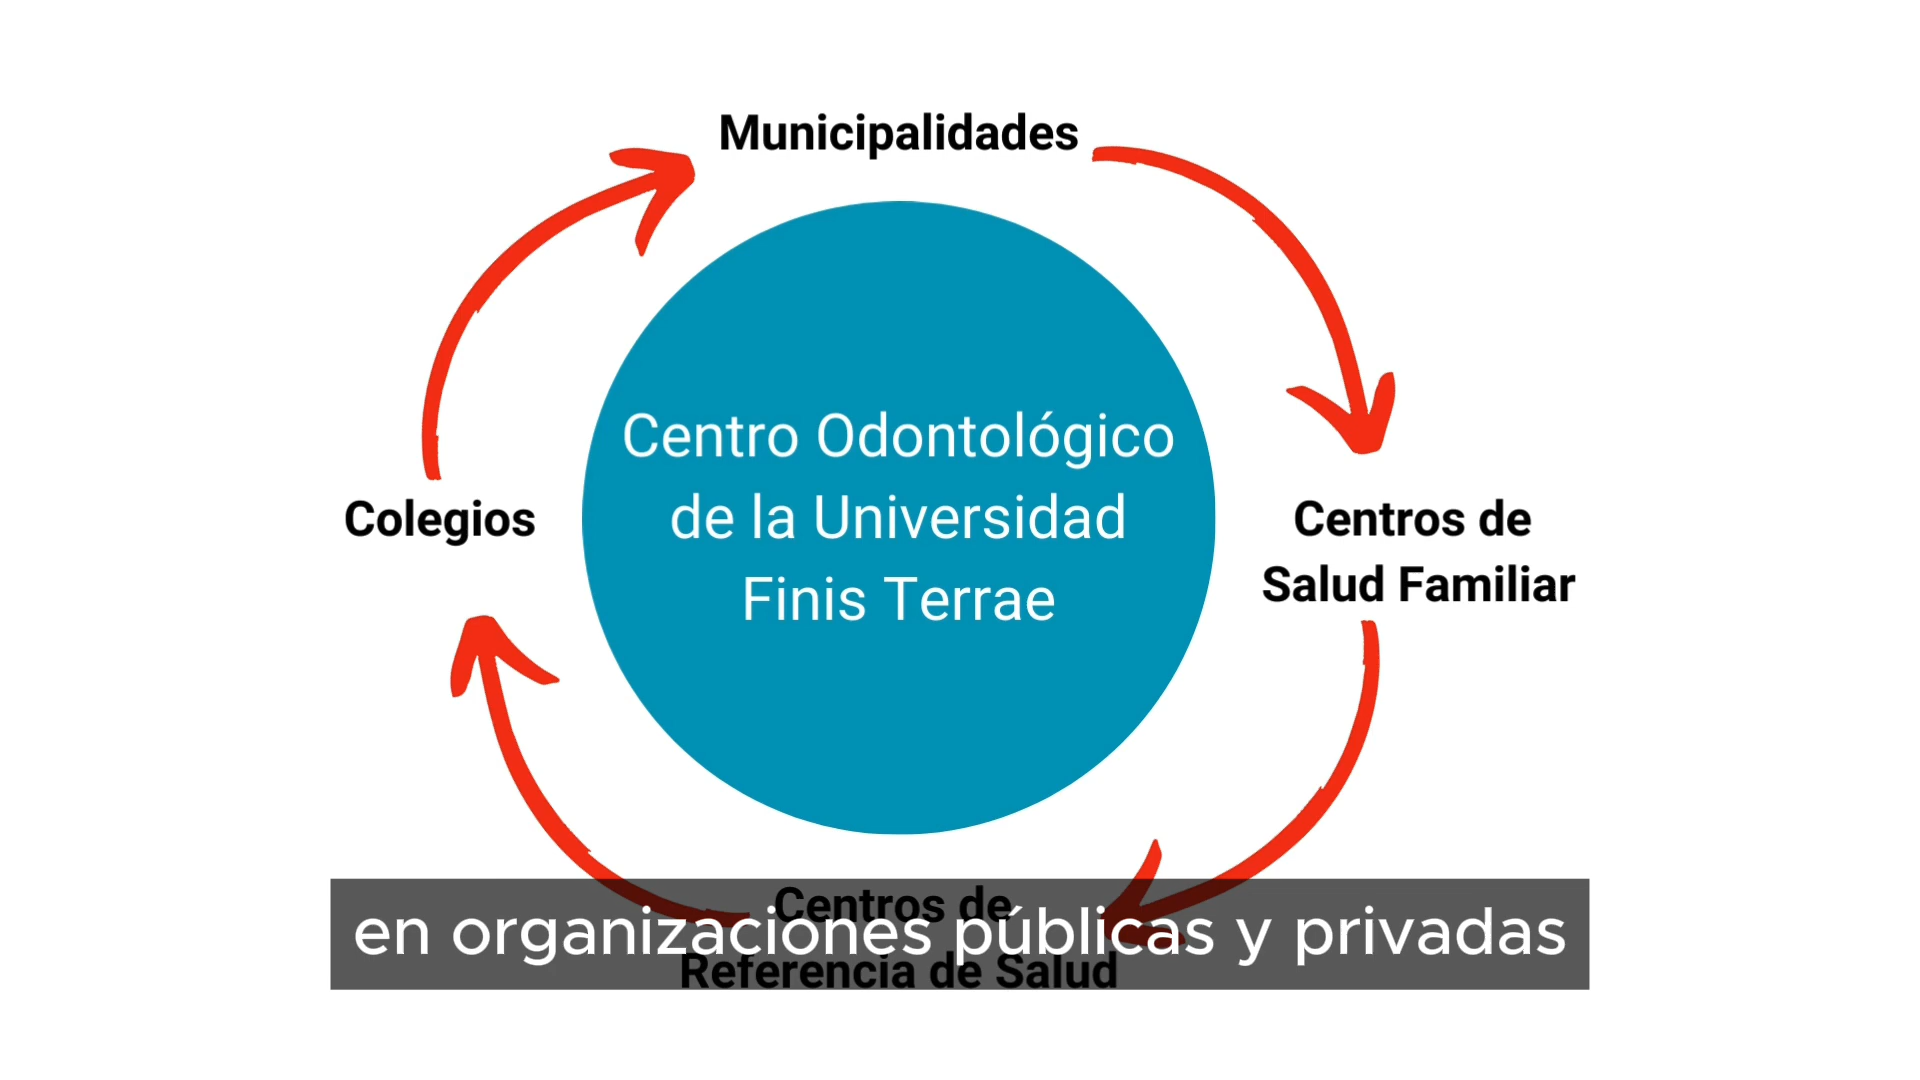 Municipalidades
Centro Odontológico
de la Universidad
Finis Terrae
Colegios
Centros de
Salud Familiar
Centros de
Referencia de Salud
en organizaciones públicas y privadas